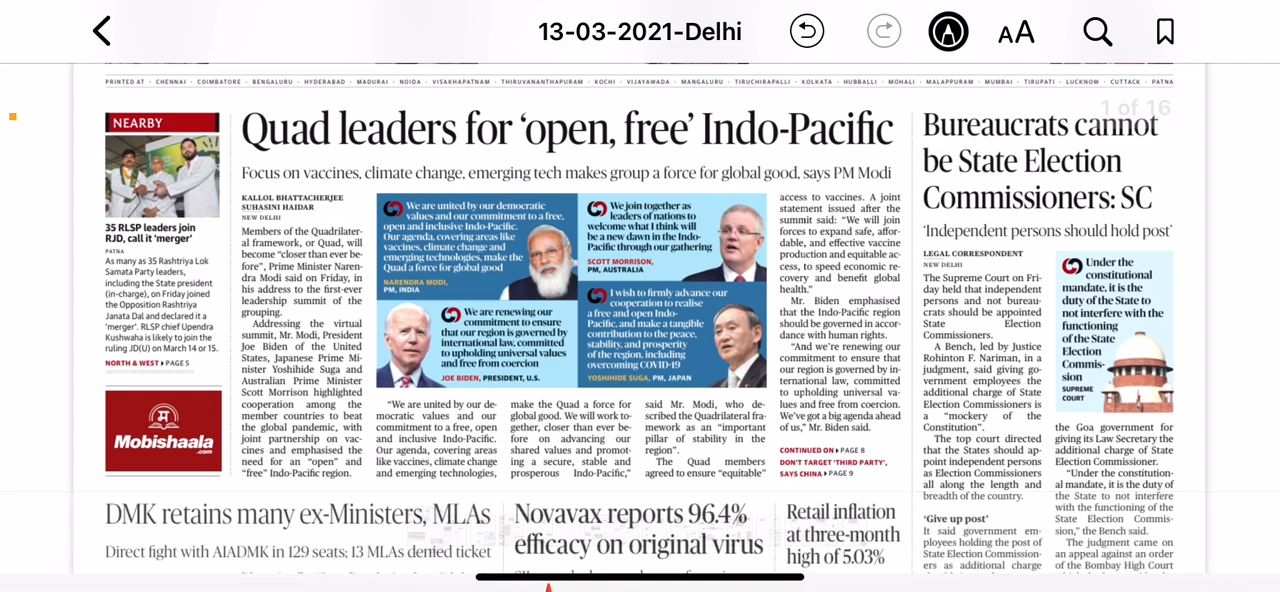 13-03-2021-Delhi
AA
1 of 16
PRINTED AT · CHENNAI · COIMBATORE · BENGALURU · HYDERABAD · MADURAI · NOIDA · VISAKHAPATNAM · THIRUVANANTHAPURAM · KOCHI · VIJAYAWADA · MANGALURU · TIRUCHIRAPALLI · KOLKATA · HUBBALLI · MOHALI · MALAPPURAM · MUMBAI · TIRUPATI · LUCKNOW · CUTTACK · PATNA
NEARBY
35 RLSP leaders join
RJD, call it 'merger'
PATNA
As many as 35 Rashtriya Lok
Samata Party leaders,
including the State president
(in-charge), on Friday joined
the Opposition Rashtriya
Janata Dal and declared it a
'merger'. RLSP chief Upendra
Kushwaha is likely to join the
ruling JD(U) on March 14 or 15.
NORTH & WEST PAGE 5
म
Mobishaala
.com
Quad leaders for ‘open, free’ Indo-Pacific
Focus on vaccines, climate change, emerging tech makes group a force for global good, says PM Modi
KALLOL BHATTACHERJEE
SUHASINI HAIDAR
NEW DELHI
Members of the Quadrilater-
al framework, or Quad, will
become “closer than ever be-
fore”, Prime Minister Naren-
dra Modi said on Friday, in
his address to the first-ever
leadership summit of the
grouping.
Addressing the virtual
summit, Mr. Modi, President
Joe Biden of the United
States, Japanese Prime Mi-
nister Yoshihide Suga and
Australian Prime Minister
Scott Morrison highlighted
cooperation among the
member countries to beat
the global pandemic, with
joint partnership on vac-
cines and emphasised the
need for an “open” and
“free” Indo-Pacific region.
We are united by our democratic
values and our commitment to a free,
open and inclusive Indo-Pacific.
Our agenda, covering areas like
vaccines, climate change and
emerging technologies, make the
Quad a force for global good
NARENDRA MODI,
PM, INDIA
We join together as
leaders of nations to
welcome what I think will
be a new dawn in the Indo-
Pacific through our gathering
SCOTT MORRISON,
PM, AUSTRALIA
We are renewing our
commitment to ensure
that our region is governed by
international law, committed
to upholding universal values
and free from coercion
JOE BIDEN, PRESIDENT, U.S.
I wish to firmly advance our
cooperation to realise
a free and open Indo-
Pacific, and make a tangible
contribution to the peace,
stability, and prosperity
of the region, including
overcoming COVID-19
YOSHIHIDE SUGA, PM, JAPAN
“We are united by our de-
mocratic values and our
commitment to a free, open
and inclusive Indo-Pacific.
Our agenda, covering areas
like vaccines, climate change
and emerging technologies,
make the Quad a force for
global good. We will work to-
gether, closer than ever be-
fore on advancing our
shared values and promot-
ing a secure, stable and
prosperous Indo-Pacific,”
said Mr. Modi, who de-
scribed the Quadrilateral fra-
mework as an “important
pillar of stability in the
region”.
The Quad members
agreed to ensure “equitable”
access to vaccines. A joint
statement issued after the
summit said: “We will join
forces to expand safe, affor-
dable, and effective vaccine
production and equitable ac-
cess, to speed economic re-
covery and benefit global
health.”
Mr. Biden emphasised
that the Indo-Pacific region
should be governed in accor-
dance with human rights.
“And we're renewing our
commitment to ensure that
our region is governed by in-
ternational law, committed
to upholding universal val-
ues and free from coercion.
We've got a big agenda ahead
of us,” Mr. Biden said.
CONTINUED ON PAGE 8
DON'T TARGET 'THIRD PARTY',
SAYS CHINA PAGE 9
Bureaucrats cannot
be State Election
Commissioners: SC
‘Independent persons should hold post’
LEGAL CORRESPONDENT
NEW DELHI
The Supreme Court on Fri-
day held that independent
persons and not bureau-
crats should be appointed
State Election
Commissioners.
A Bench, led by Justice
Rohinton F. Nariman, in a
judgment, said giving go-
vernment employees the
additional charge of State
Election Commissioners is
a “mockery of the
Constitution”.
The top court directed
that the States should ap-
point independent persons
as Election Commissioners
all along the length and
breadth of the country.
‘Give up post’
It said government em-
ployees holding the post of
State Election Commission-
ers as additional charge
Under the
constitutional
mandate, it is the
duty of the State to
not interfere with
the functioning
of the State
Election
Commis-
sion
SUPREME
COURT
the Goa government for
giving its Law Secretary the
additional charge of State
Election Commissioner.
“Under the constitution-
al mandate, it is the duty of
the State to not interfere
with the functioning of the
State Election Commis-
sion,” the Bench said.
The judgment came on
an appeal against an order
of the Bombay High Court
DMK retains many ex-Ministers, MLAs
Direct fight with AIADMK in 129 seats; 13 MLAs denied ticket
Novavax reports 96.4%
efficacy on original virus
Retail inflation
at three-month
high of 5.03%